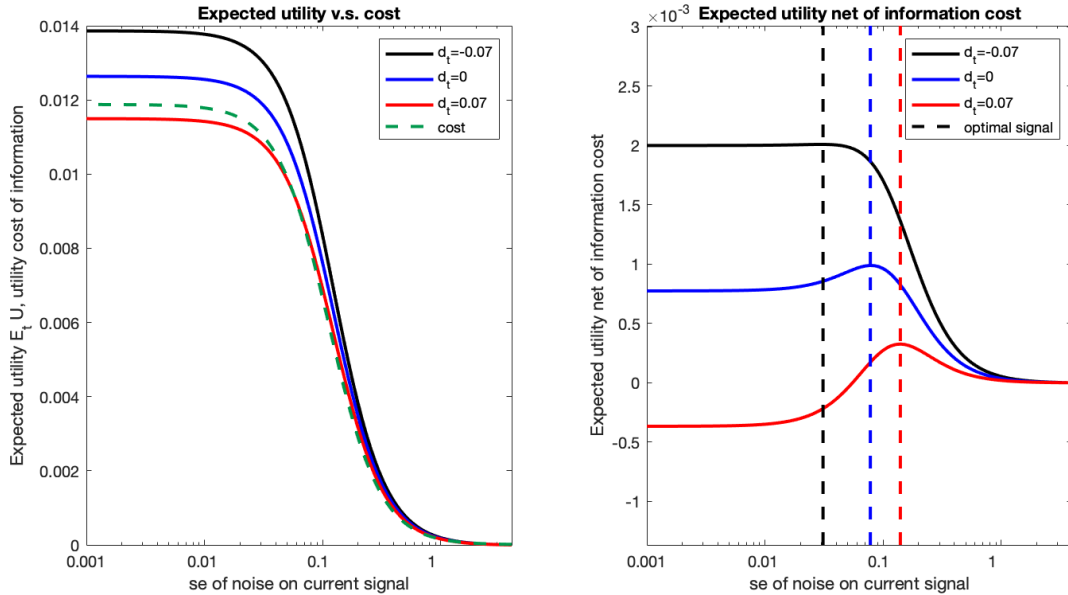 Expected utility v.s. cost
0.014
0.012
0.01
0.008
0.006
0.004
0.002
0
Expected utility E_t U, utility cost of information
d_t=-0.07
d_t=0
d_t=0.07
cost
0.001
0.01
0.1
1
se of noise on current signal
×10^-3
Expected utility net of information cost
3
2.5
2
1.5
1
0.5
0
-0.5
-1
Expected utility net of information cost
d_t=-0.07
d_t=0
d_t=0.07
optimal signal
0.001
0.01
0.1
1
se of noise on current signal